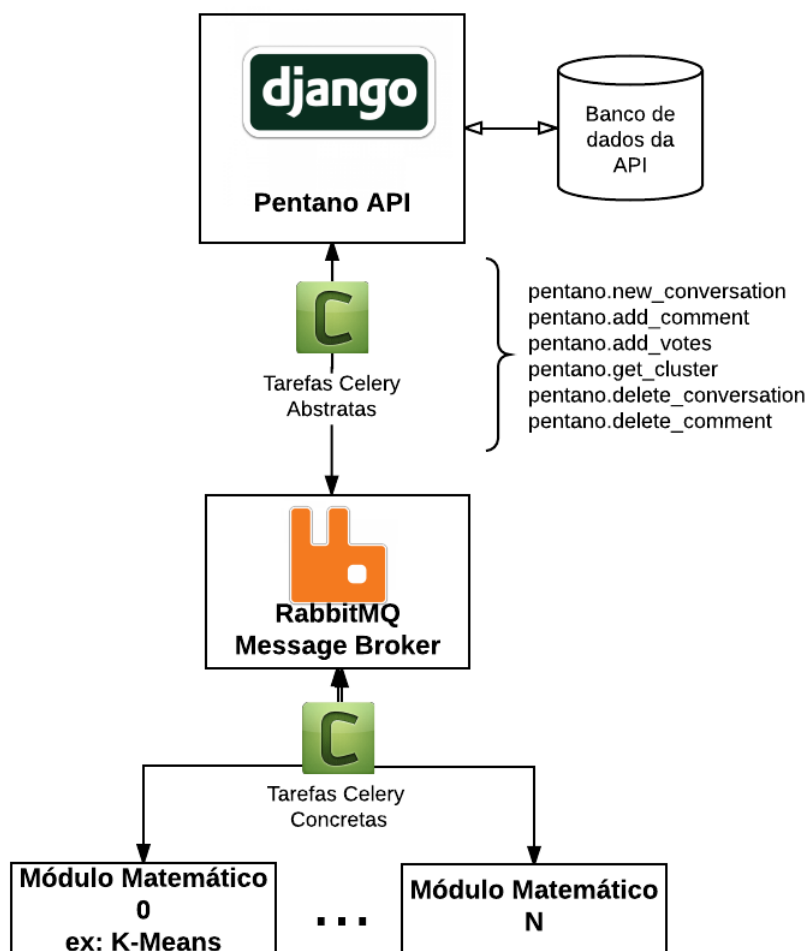 django
Pentano API
Banco de
dados da
API
pentano.new_conversation
pentano.add_comment
pentano.add_votes
pentano.get_cluster
pentano.delete_conversation
pentano.delete_comment
C
Tarefas Celery
Abstratas
RabbitMQ
Message Broker
C
Tarefas Celery
Concretas
Módulo Matemático
0
ex: K-Means
...
Módulo Matemático
N